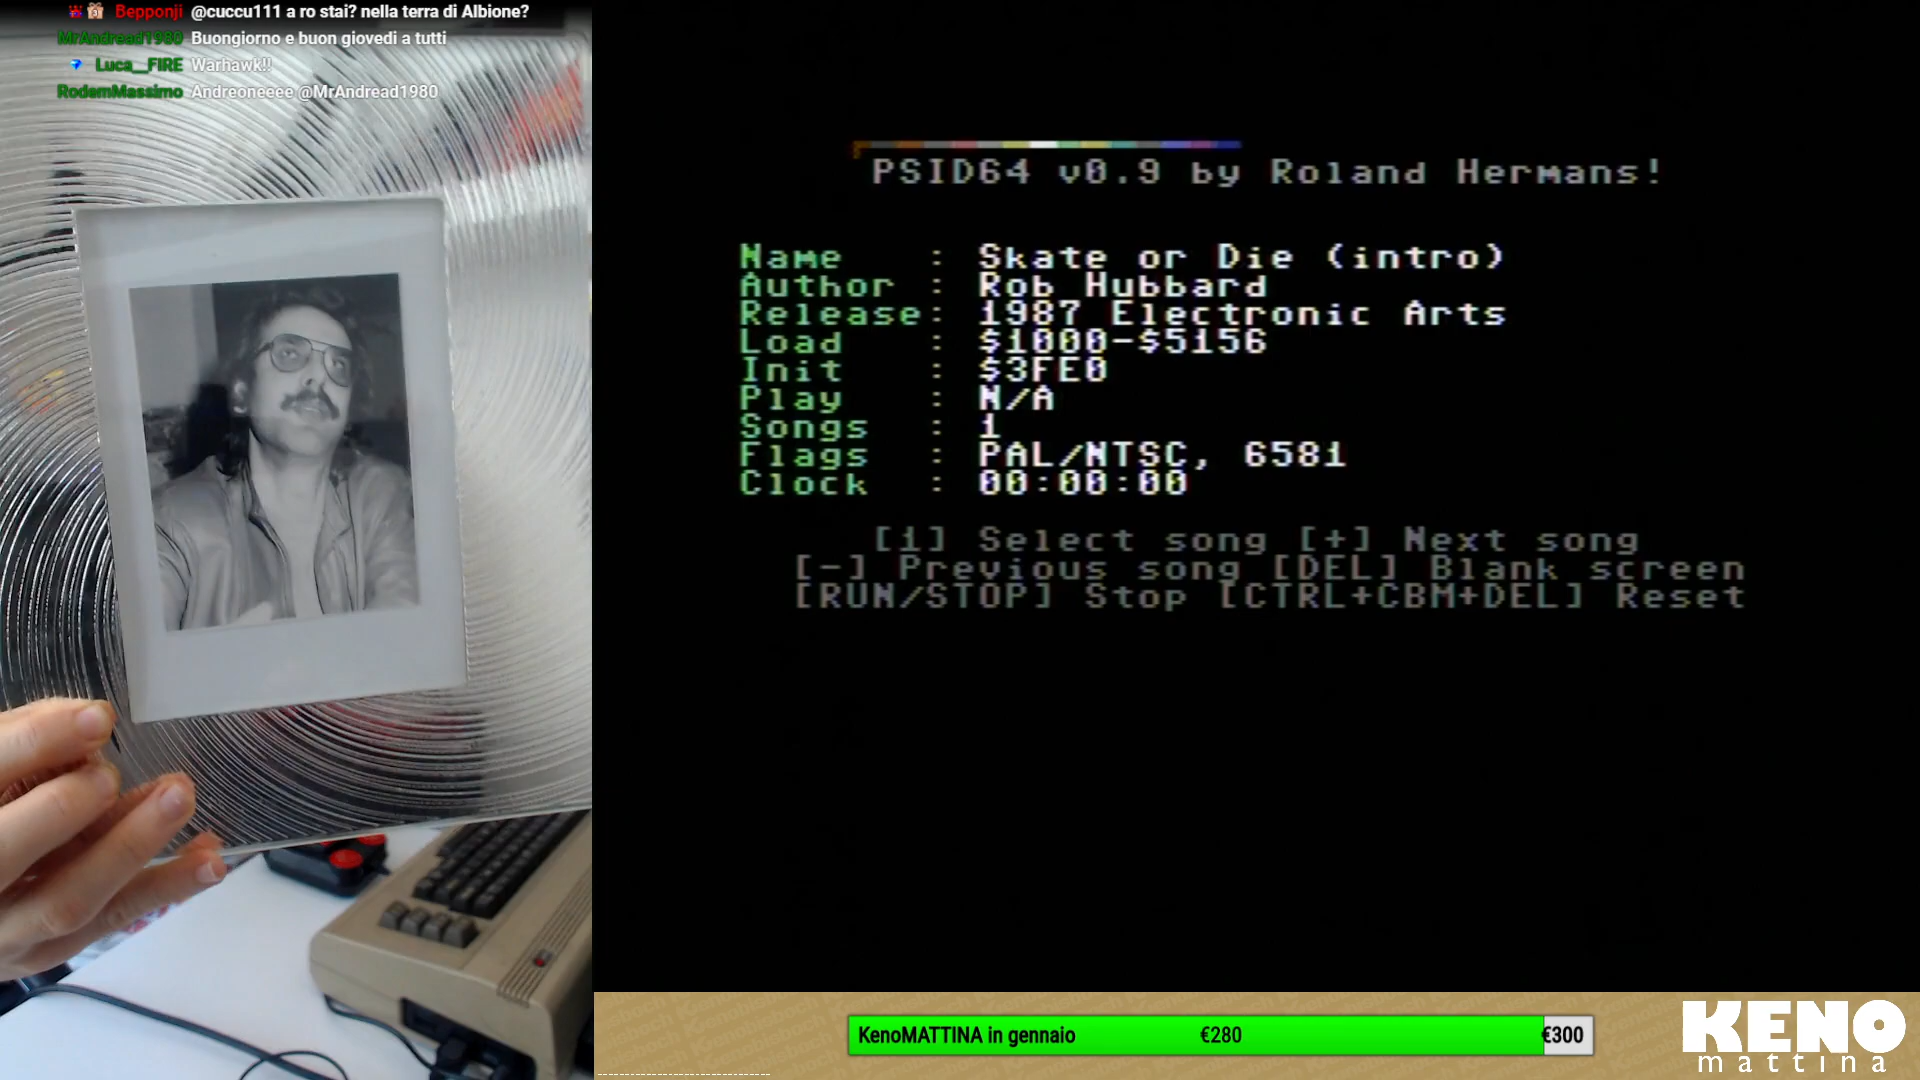 Bepponji @cuccu111 a ro stai? nella terra di Albione?
MrAndread1980 Buongiorno e buon giovedi a tutti
Luca__FIRE Warhawk!!
RodemMassimo Andreoneeee @MrAndread1980
PSID64 v0.9 by Roland Hermans!
Name : Skate or Die (intro)
Author : Rob Hubbard
Release: 1987 Electronic Arts
Load : $1000-$5156
Init : $3FE0
Play : N/A
Songs : 1
Flags : PAL/NTSC, 6581
Clock : 00:00:00
[1] Select song [+] Next song
[-] Previous song [DEL] Blank screen
[RUN/STOP] Stop [CTRL+CBM+DEL] Reset
KenoMATTINA in gennaio €280 €300
KENO
mattina